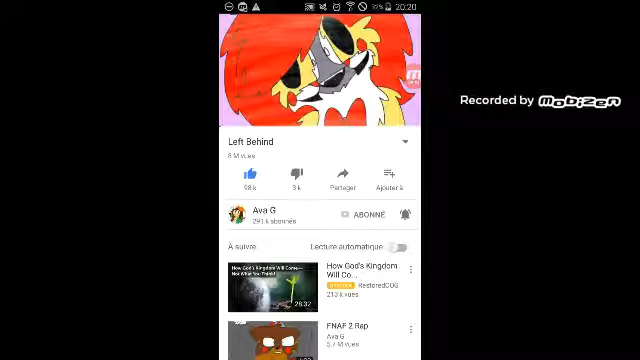 20:20
Recorded by mobizen
Left Behind
8 M vues
98 k
Partager
Ajouter à
Ava G
ABONNÉ
291 k abonnés
À suivre
Lecture automatique
How God's Kingdom Will Come—
Not What You Think!
28:32
How God's Kingdom
Will Co...
RestoredCOG
213 k vues
FNAF 2 Rap
Ava G
5,7 M vues